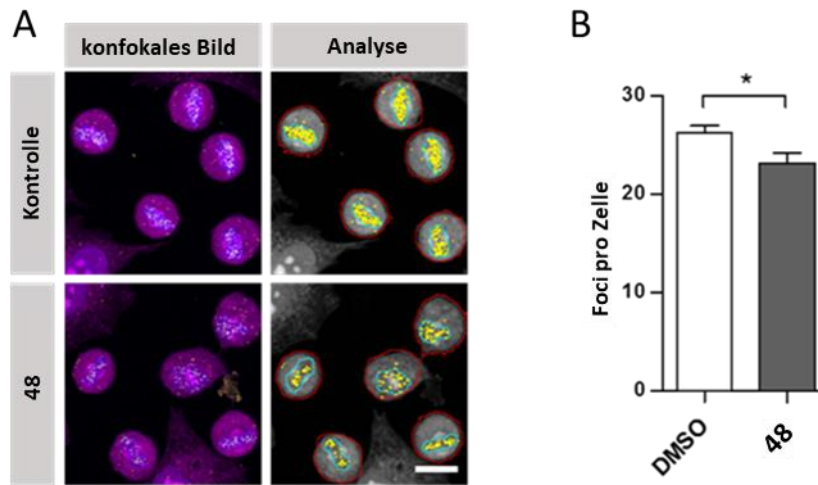 A
konfokales Bild
Analyse
Kontrolle
48
B
*
30
20
10
0
Foci pro Zelle
DMSO
48